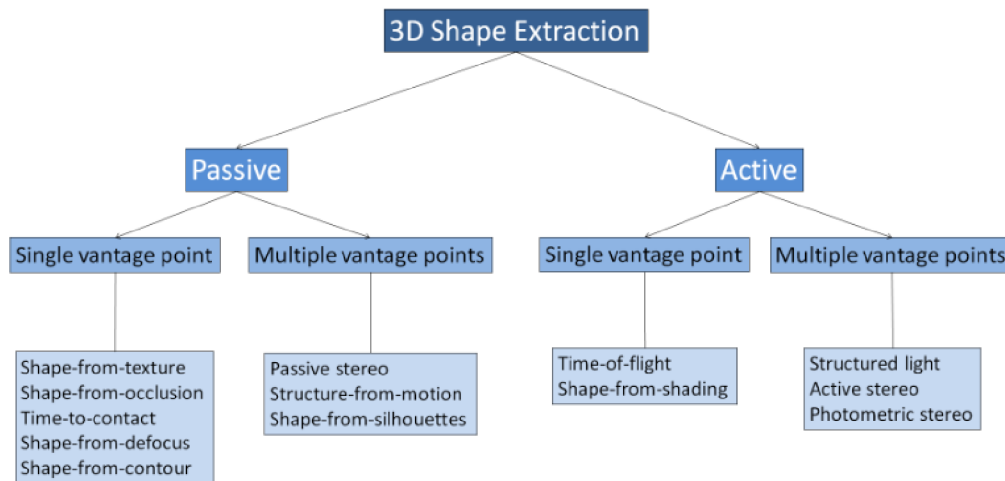 3D Shape Extraction
Passive
Active
Single vantage point
Multiple vantage points
Single vantage point
Multiple vantage points
Shape-from-texture
Shape-from-occlusion
Time-to-contact
Shape-from-defocus
Shape-from-contour
Passive stereo
Structure-from-motion
Shape-from-silhouettes
Time-of-flight
Shape-from-shading
Structured light
Active stereo
Photometric stereo